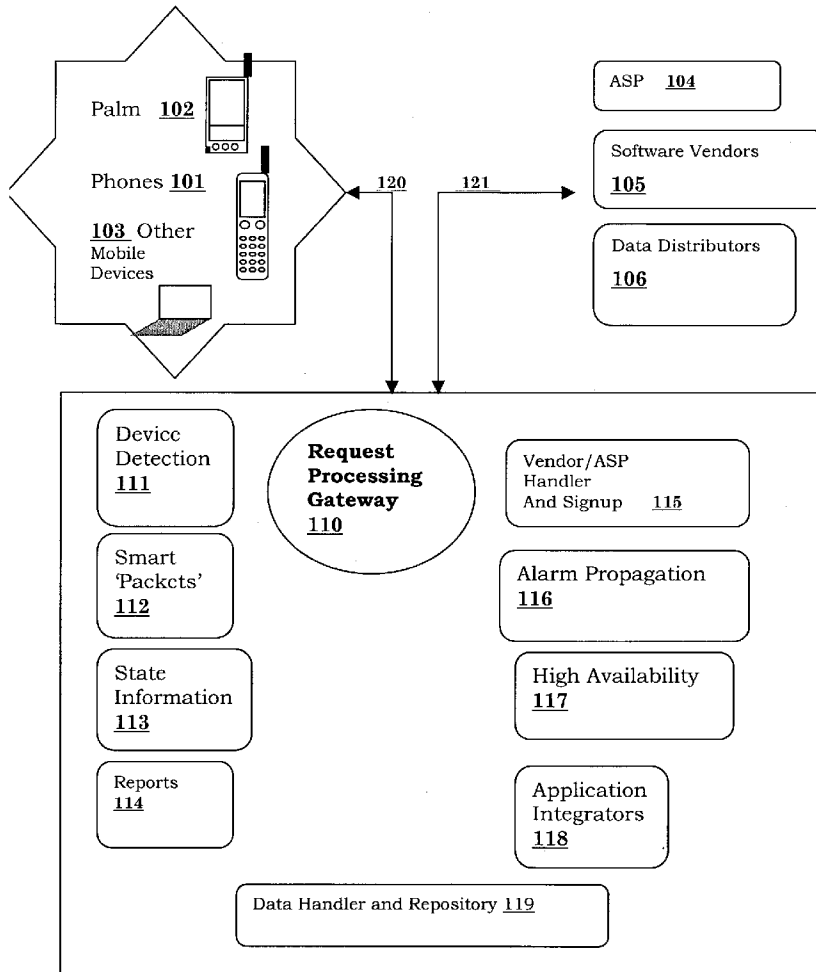 Palm 102
Phones 101
103 Other
Mobile
Devices
120
121
ASP 104
Software Vendors
105
Data Distributors
106
Device
Detection
111
Request
Processing
Gateway
110
Vendor/ASP
Handler
And Signup 115
Smart
‘Packets’
112
Alarm Propagation
116
State
Information
113
High Availability
117
Reports
114
Application
Integrators
118
Data Handler and Repository 119